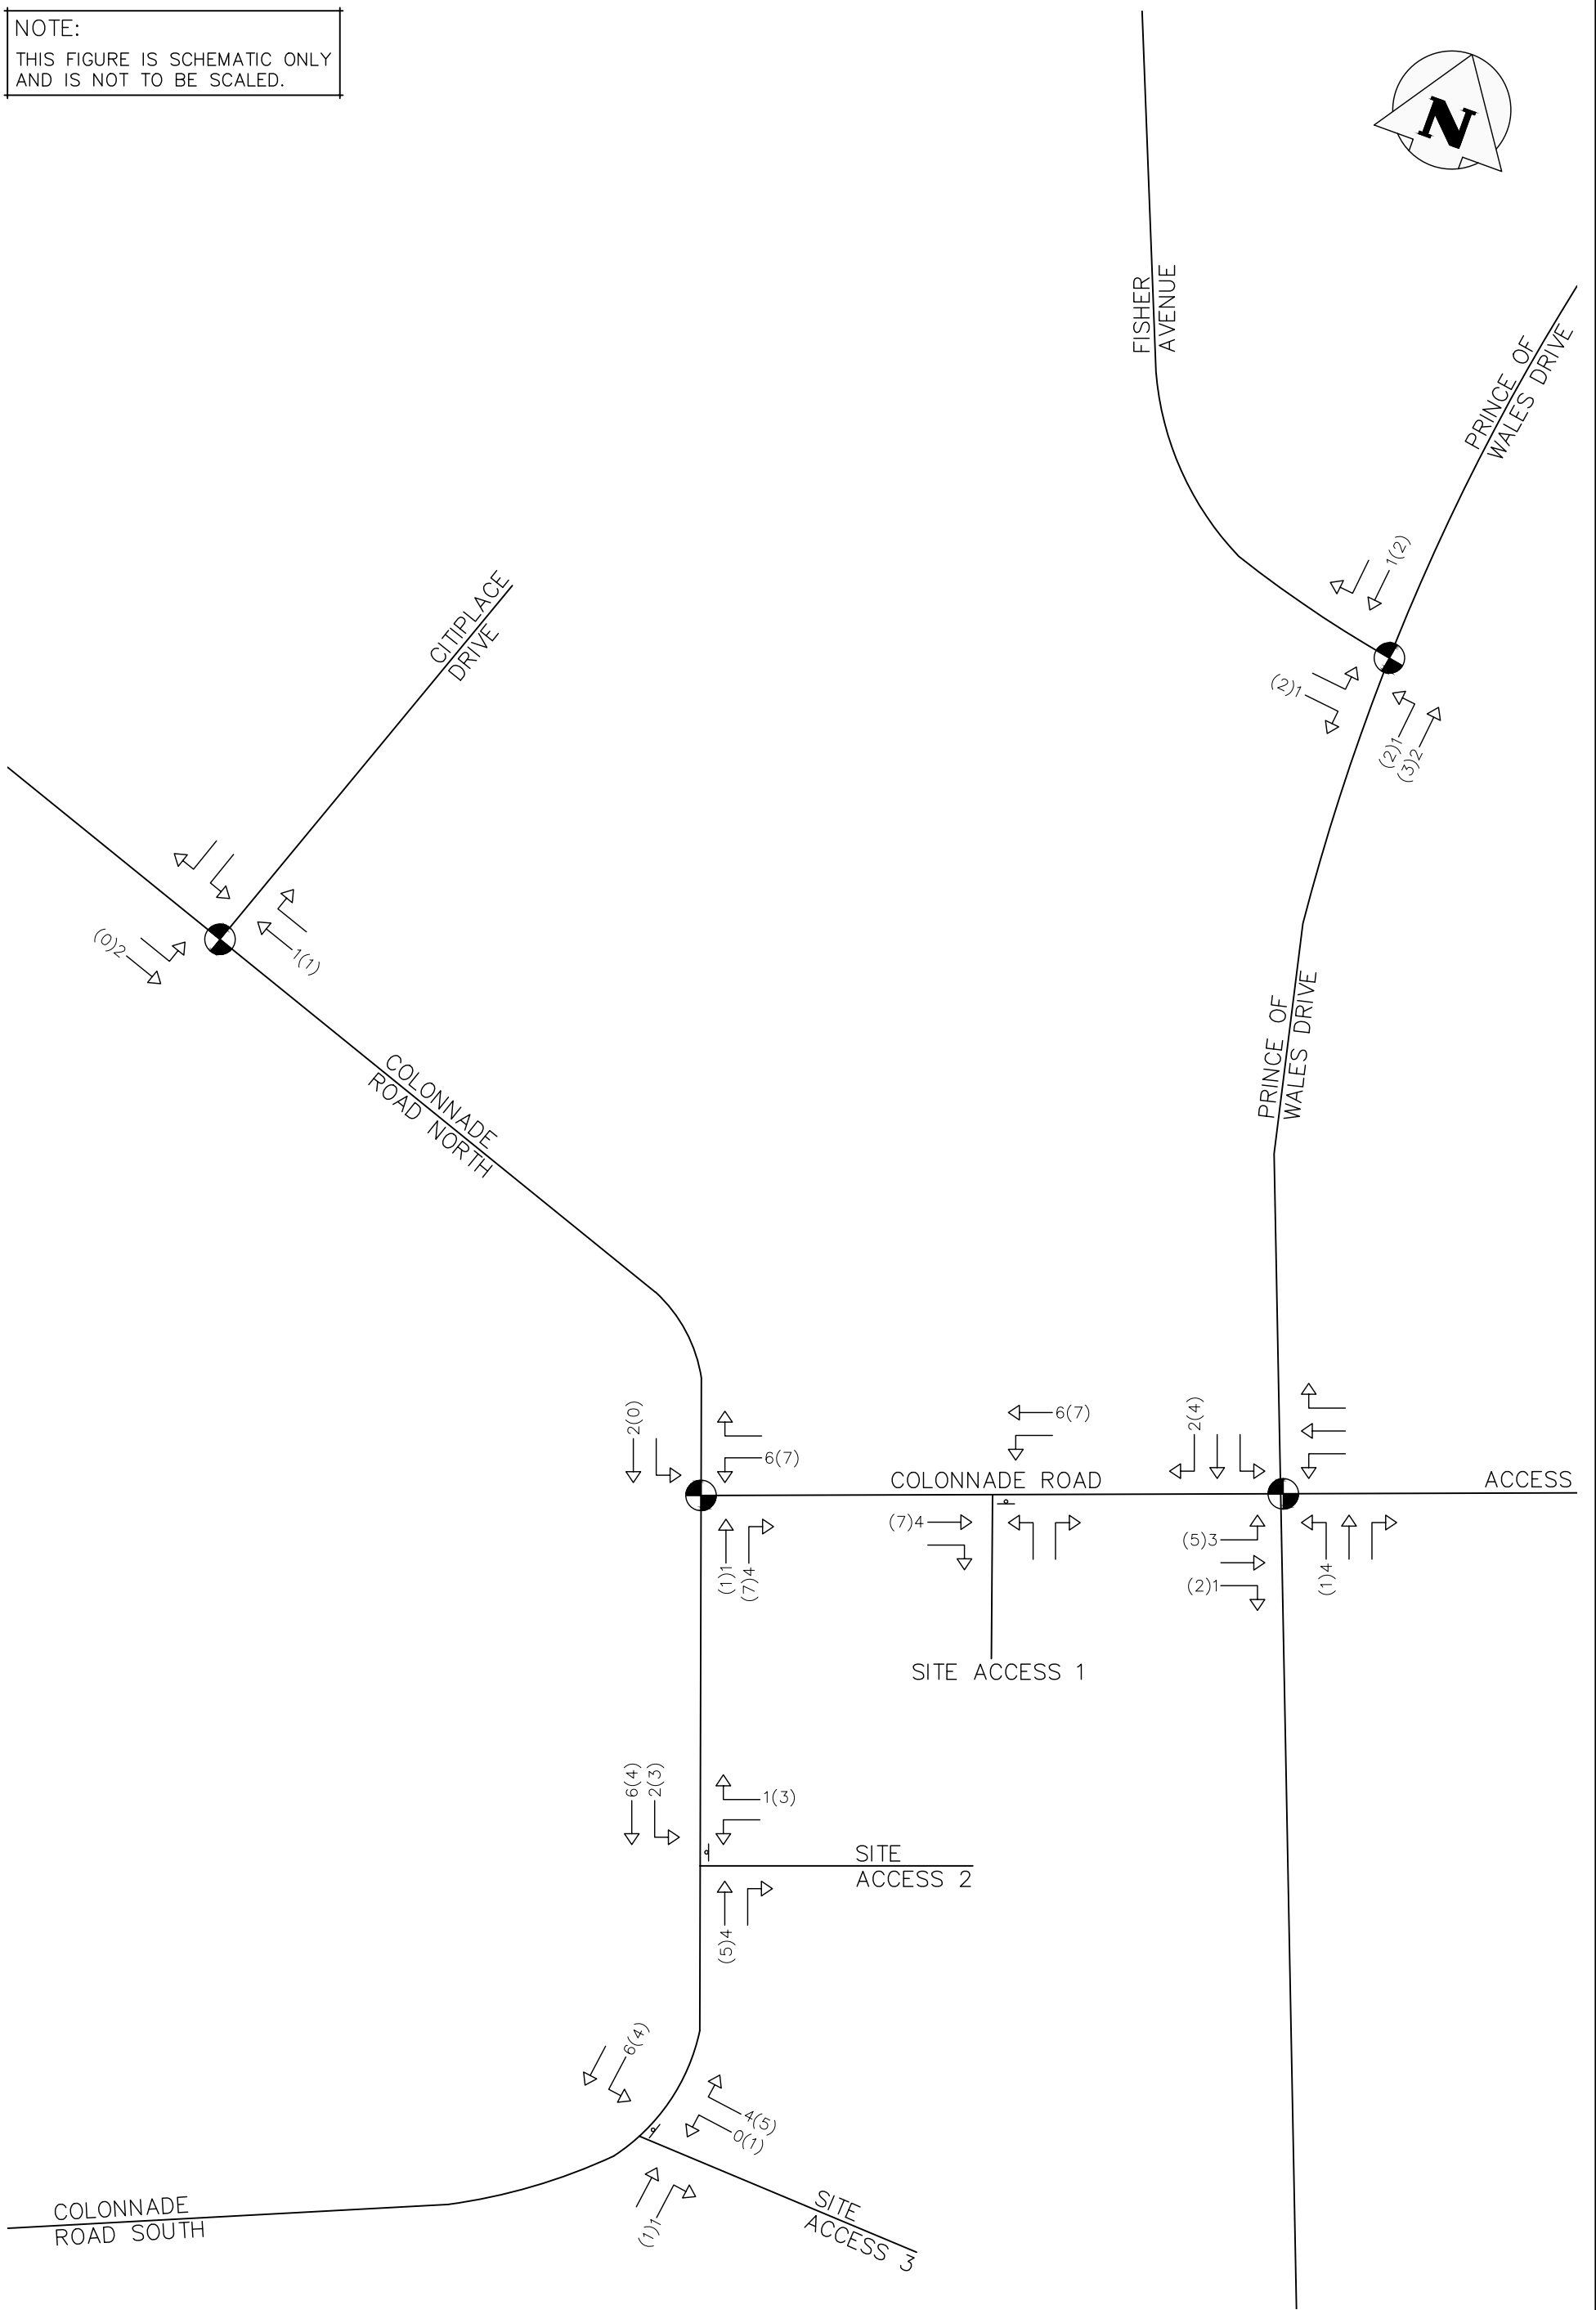 NOTE:
THIS FIGURE IS SCHEMATIC ONLY
AND IS NOT TO BE SCALED.
N
FISHER
AVENUE
PRINCE OF
WALES DRIVE
1(2)
(2)1
(2)1
(3)2
CITIPLACE
DRIVE
(0)2
1(1)
COLONNADE
ROAD NORTH
PRINCE OF
WALES DRIVE
2(0)
6(7)
6(7)
2(4)
COLONNADE ROAD
ACCESS
(1)1
(7)4
(7)4
(5)3
(2)1
(1)4
SITE ACCESS 1
6(4)
2(3)
1(3)
SITE
ACCESS 2
(5)4
6(4)
4(5)
0(1)
(1)1
SITE
ACCESS 3
COLONNADE
ROAD SOUTH